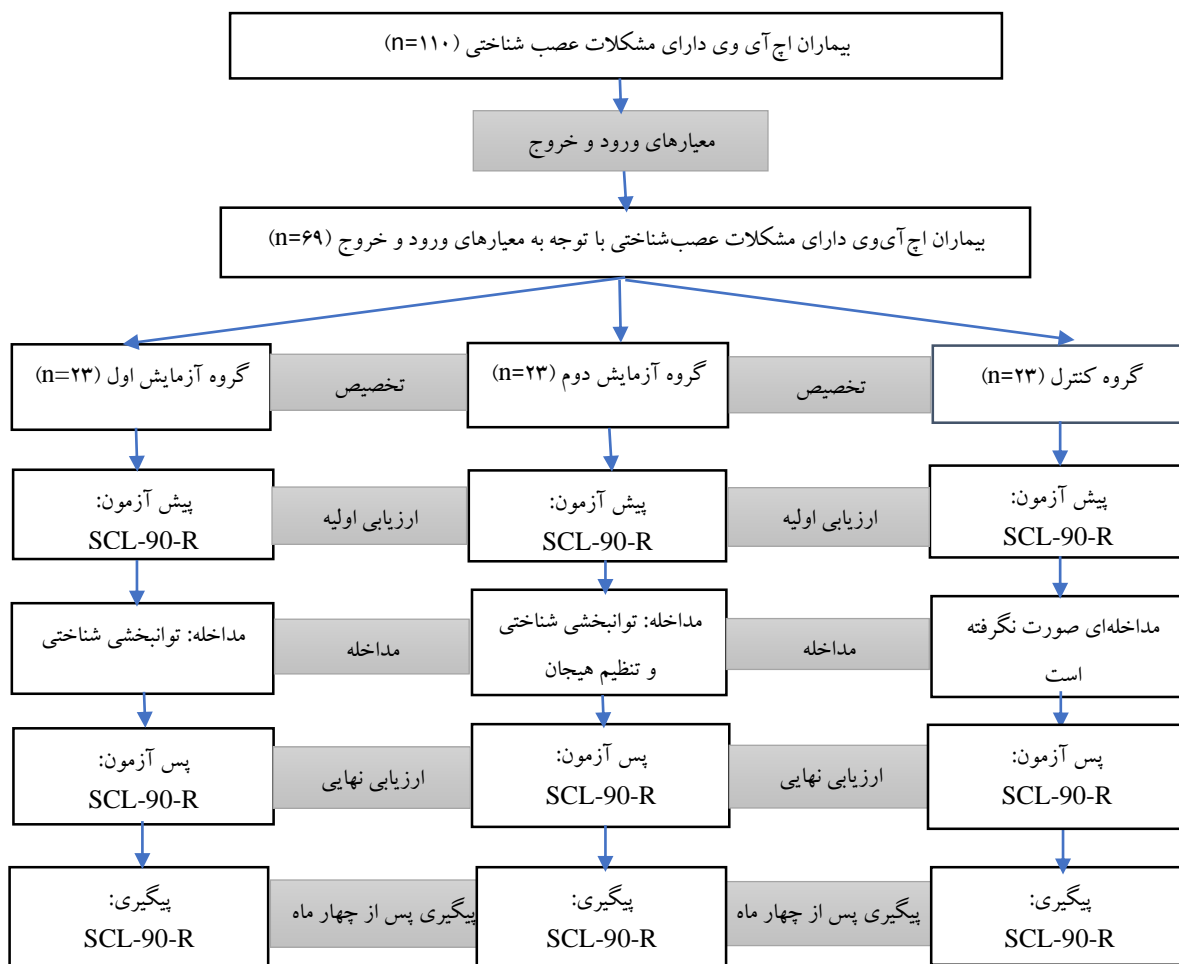 بیماران اچ آی وی دارای مشکلات عصب شناختی (n=۱۱۰)
معیارهای ورود و خروج
بیماران اچ‌آی‌وی دارای مشکلات عصب‌شناختی با توجه به معیارهای ورود و خروج (n=۶۹)
گروه کنترل (n=۲۳)
تخصیص
گروه آزمایش دوم (n=۲۳)
تخصیص
گروه آزمایش اول (n=۲۳)
پیش آزمون:
SCL-90-R
ارزیابی اولیه
پیش آزمون:
SCL-90-R
ارزیابی اولیه
پیش آزمون:
SCL-90-R
مداخله‌ای صورت نگرفته
است
مداخله
مداخله: توانبخشی شناختی
و تنظیم هیجان
مداخله
مداخله: توانبخشی شناختی
پس آزمون:
SCL-90-R
ارزیابی نهایی
پس آزمون:
SCL-90-R
ارزیابی نهایی
پس آزمون:
SCL-90-R
پیگیری:
SCL-90-R
پیگیری پس از چهار ماه
پیگیری:
SCL-90-R
پیگیری پس از چهار ماه
پیگیری:
SCL-90-R